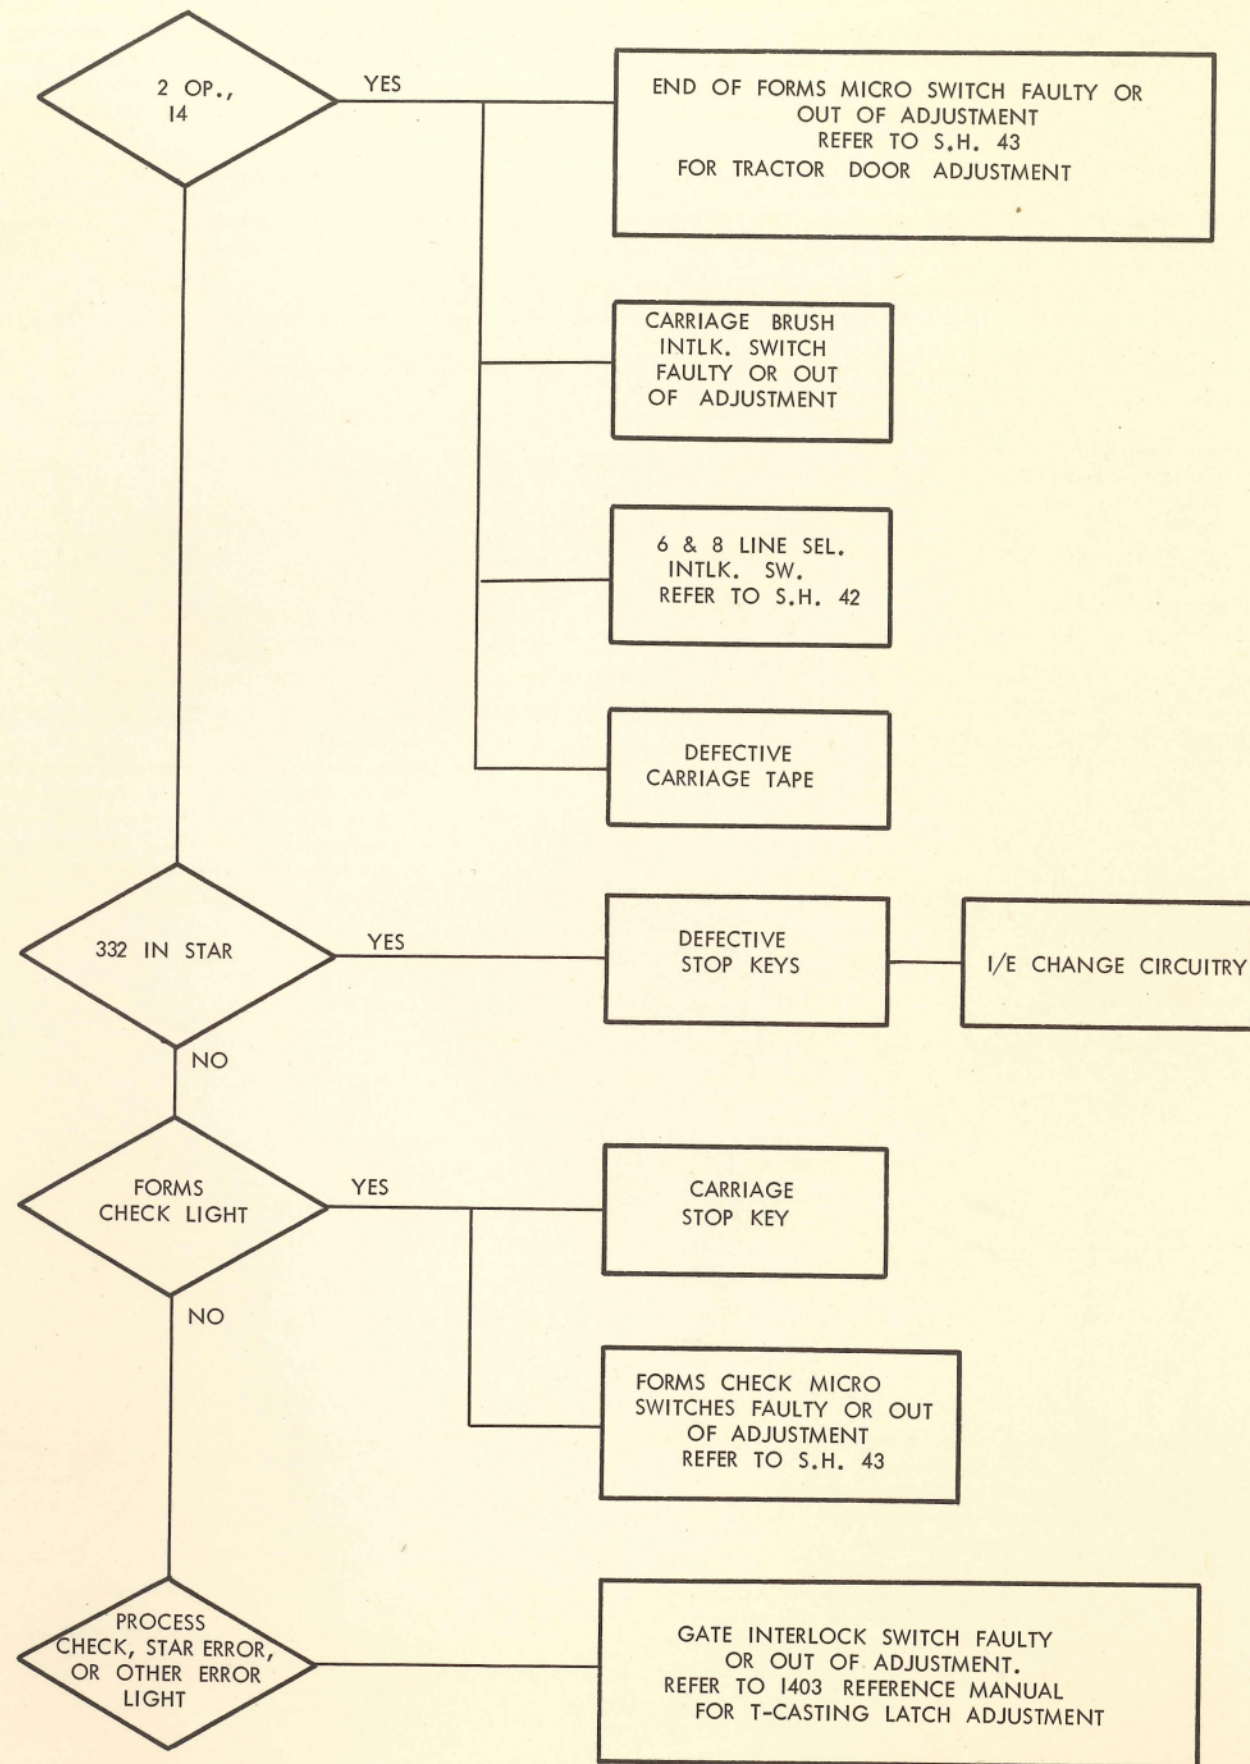 2 OP.,
14
YES
END OF FORMS MICRO SWITCH FAULTY OR
OUT OF ADJUSTMENT
REFER TO S.H. 43
FOR TRACTOR DOOR ADJUSTMENT
CARRIAGE BRUSH
INTLK. SWITCH
FAULTY OR OUT
OF ADJUSTMENT
6 & 8 LINE SEL.
INTLK. SW.
REFER TO S.H. 42
DEFECTIVE
CARRIAGE TAPE
332 IN STAR
YES
DEFECTIVE
STOP KEYS
I/E CHANGE CIRCUITRY
NO
FORMS
CHECK LIGHT
YES
CARRIAGE
STOP KEY
NO
FORMS CHECK MICRO
SWITCHES FAULTY OR OUT
OF ADJUSTMENT
REFER TO S.H. 43
PROCESS
CHECK, STAR ERROR,
OR OTHER ERROR
LIGHT
GATE INTERLOCK SWITCH FAULTY
OR OUT OF ADJUSTMENT.
REFER TO 1403 REFERENCE MANUAL
FOR T-CASTING LATCH ADJUSTMENT